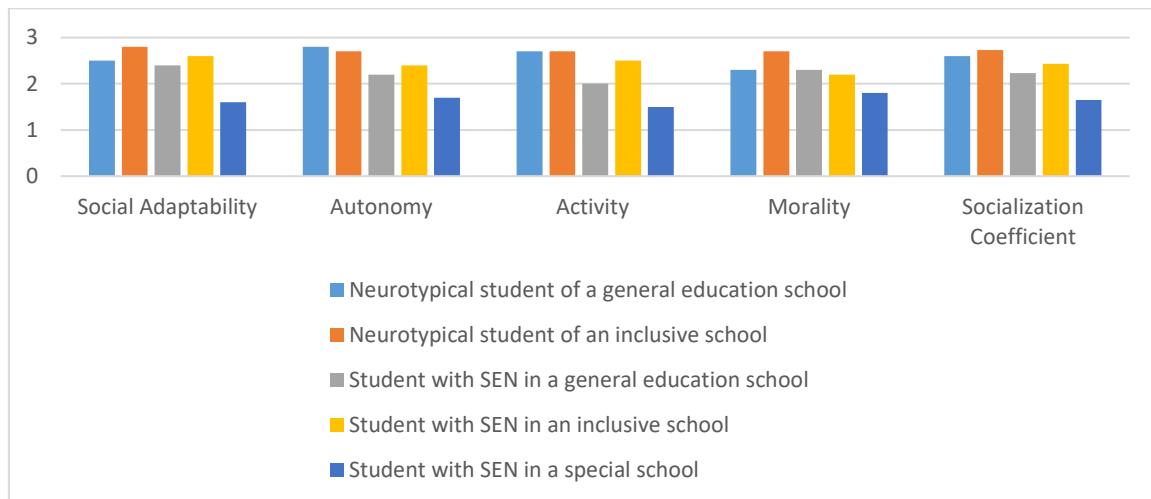 3
2
1
0
Social Adaptability
Autonomy
Activity
Morality
Socialization
Coefficient
Neurotypical student of a general education school
Neurotypical student of an inclusive school
Student with SEN in a general education school
Student with SEN in an inclusive school
Student with SEN in a special school